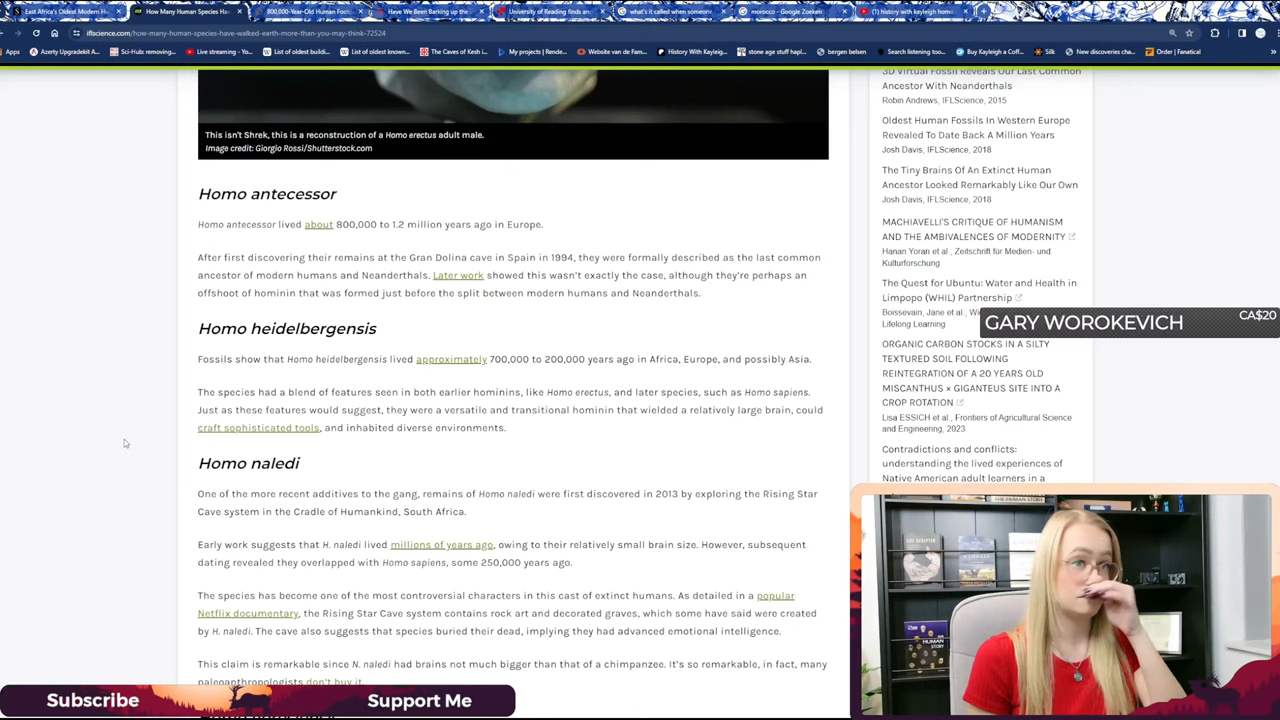 East Africa's Oldest Modern H
How Many Human Species Ha
800,000-Year-Old Human Fos
Have We Been Barking up the
University of Reading finds an
what's it called when someon
morocco - Google Zoeken
(1) history with kayleigh hom
iflscience.com/how-many-human-species-have-walked-earth-more-than-you-may-think-72524
Apps
Azerty Upgradekit A
Sci-Hub: removing...
Live streaming - Yo...
List of oldest buildi...
List of oldest known...
The Caves of Kesh i...
My projects | Rende...
Website van de Fam...
History With Kayleig...
stone age stuff hapl...
bergen belsen
Search listening too...
Buy Kayleigh a Coff...
Silk
New discoveries cha...
Order | Fanatical
This isn't Shrek, this is a reconstruction of a Homo erectus adult male.
Image credit: Giorgio Rossi/Shutterstock.com
Homo antecessor
Homo antecessor lived about 800,000 to 1.2 million years ago in Europe.
After first discovering their remains at the Gran Dolina cave in Spain in 1994, they were formally described as the last common
ancestor of modern humans and Neanderthals. Later work showed this wasn't exactly the case, although they're perhaps an
offshoot of hominin that was formed just before the split between modern humans and Neanderthals.
Homo heidelbergensis
Fossils show that Homo heidelbergensis lived approximately 700,000 to 200,000 years ago in Africa, Europe, and possibly Asia.
The species had a blend of features seen in both earlier hominins, like Homo erectus, and later species, such as Homo sapiens.
Just as these features would suggest, they were a versatile and transitional hominin that wielded a relatively large brain, could
craft sophisticated tools, and inhabited diverse environments.
Homo naledi
One of the more recent additives to the gang, remains of Homo naledi were first discovered in 2013 by exploring the Rising Star
Cave system in the Cradle of Humankind, South Africa.
Early work suggests that H. naledi lived millions of years ago, owing to their relatively small brain size. However, subsequent
dating revealed they overlapped with Homo sapiens, some 250,000 years ago.
The species has become one of the most controversial characters in this cast of extinct humans. As detailed in a popular
Netflix documentary, the Rising Star Cave system contains rock art and decorated graves, which some have said were created
by H. naledi. The cave also suggests that species buried their dead, implying they had advanced emotional intelligence.
This claim is remarkable since N. naledi had brains not much bigger than that of a chimpanzee. It's so remarkable, in fact, many
paleoanthropologists don't buy it.
3D Virtual Fossil Reveals Our Last Common
Ancestor With Neanderthals
Robin Andrews, IFLScience, 2015
Oldest Human Fossils In Western Europe
Revealed To Date Back A Million Years
Josh Davis, IFLScience, 2018
The Tiny Brains Of An Extinct Human
Ancestor Looked Remarkably Like Our Own
Josh Davis, IFLScience, 2018
MACHIAVELLI'S CRITIQUE OF HUMANISM
AND THE AMBIVALENCES OF MODERNITY
Hanan Yoran et al., Zeitschrift für Medien- und
Kulturforschung
The Quest for Ubuntu: Water and Health in
Limpopo (WHIL) Partnership
Boissevain, Jane et al.,
Lifelong Learning
GARY WOROKEVICH
CA$20
ORGANIC CARBON STOCKS IN A SILTY
TEXTURED SOIL FOLLOWING
REINTEGRATION OF A 20 YEARS OLD
MISCANTHUS × GIGANTEUS SITE INTO A
CROP ROTATION
Lisa ESSICH et al., Frontiers of Agricultural Science
and Engineering, 2023
Contradictions and conflicts:
understanding the lived experiences of
Native American adult learners in a
HUMAN
STORY
Subscribe
Support Me